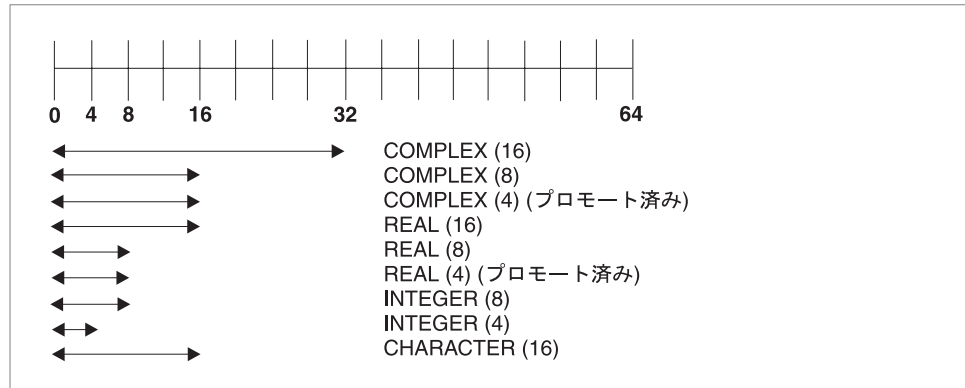 0 4 8 16 32 64
COMPLEX (16)
COMPLEX (8)
COMPLEX (4) (プロモート済み)
REAL (16)
REAL (8)
REAL (4) (プロモート済み)
INTEGER (8)
INTEGER (4)
CHARACTER (16)